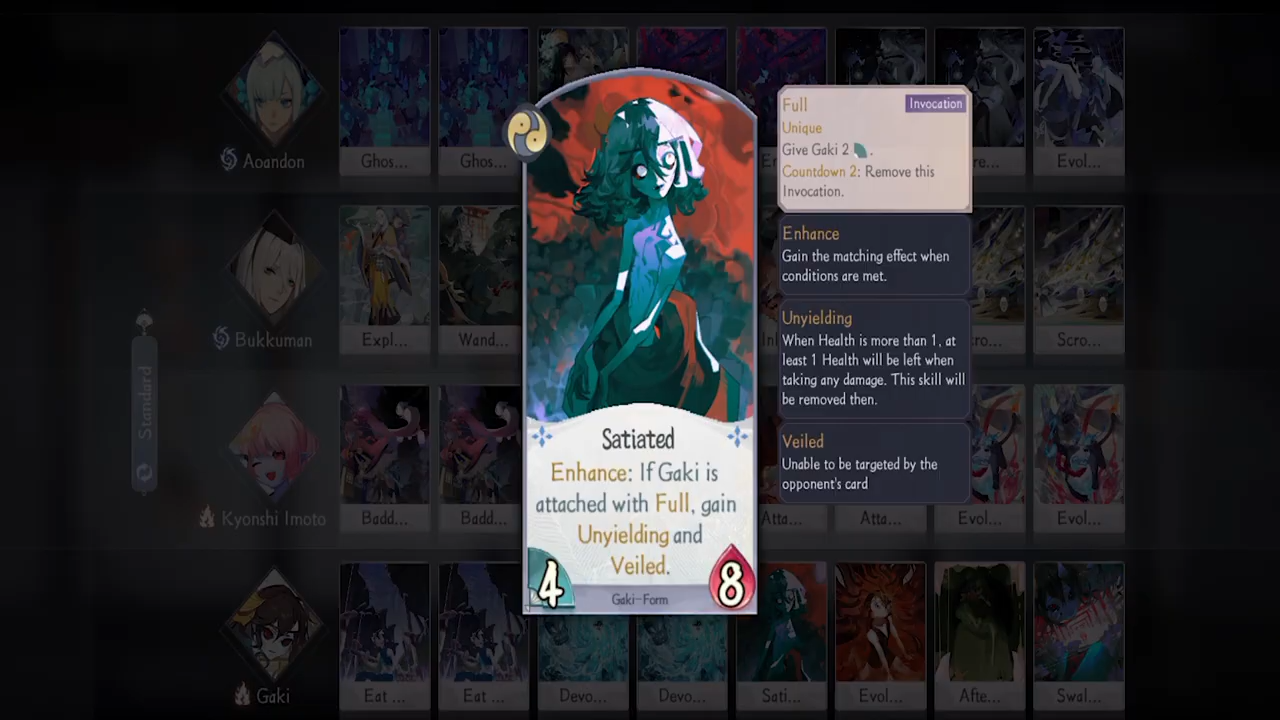 Aoandon
Ghos...
Ghos...
Evol...
Bukkuman
Expl...
Wand...
Scro...
Standard
Kyonshi Imoto
Badd...
Badd...
Atta...
Atta...
Evol...
Evol...
Gaki
Eat ...
Eat ...
Devo...
Devo...
Sati...
Evol...
Afte...
Swal...
Satiated
Enhance: If Gaki is
attached with Full, gain
Unyielding and
Veiled.
4
8
Gaki-Form
Full
Invocation
Unique
Give Gaki 2 .
Countdown 2: Remove this
Invocation.
Enhance
Gain the matching effect when
conditions are met.
Unyielding
When Health is more than 1, at
least 1 Health will be left when
taking any damage. This skill will
be removed then.
Veiled
Unable to be targeted by the
opponent's card